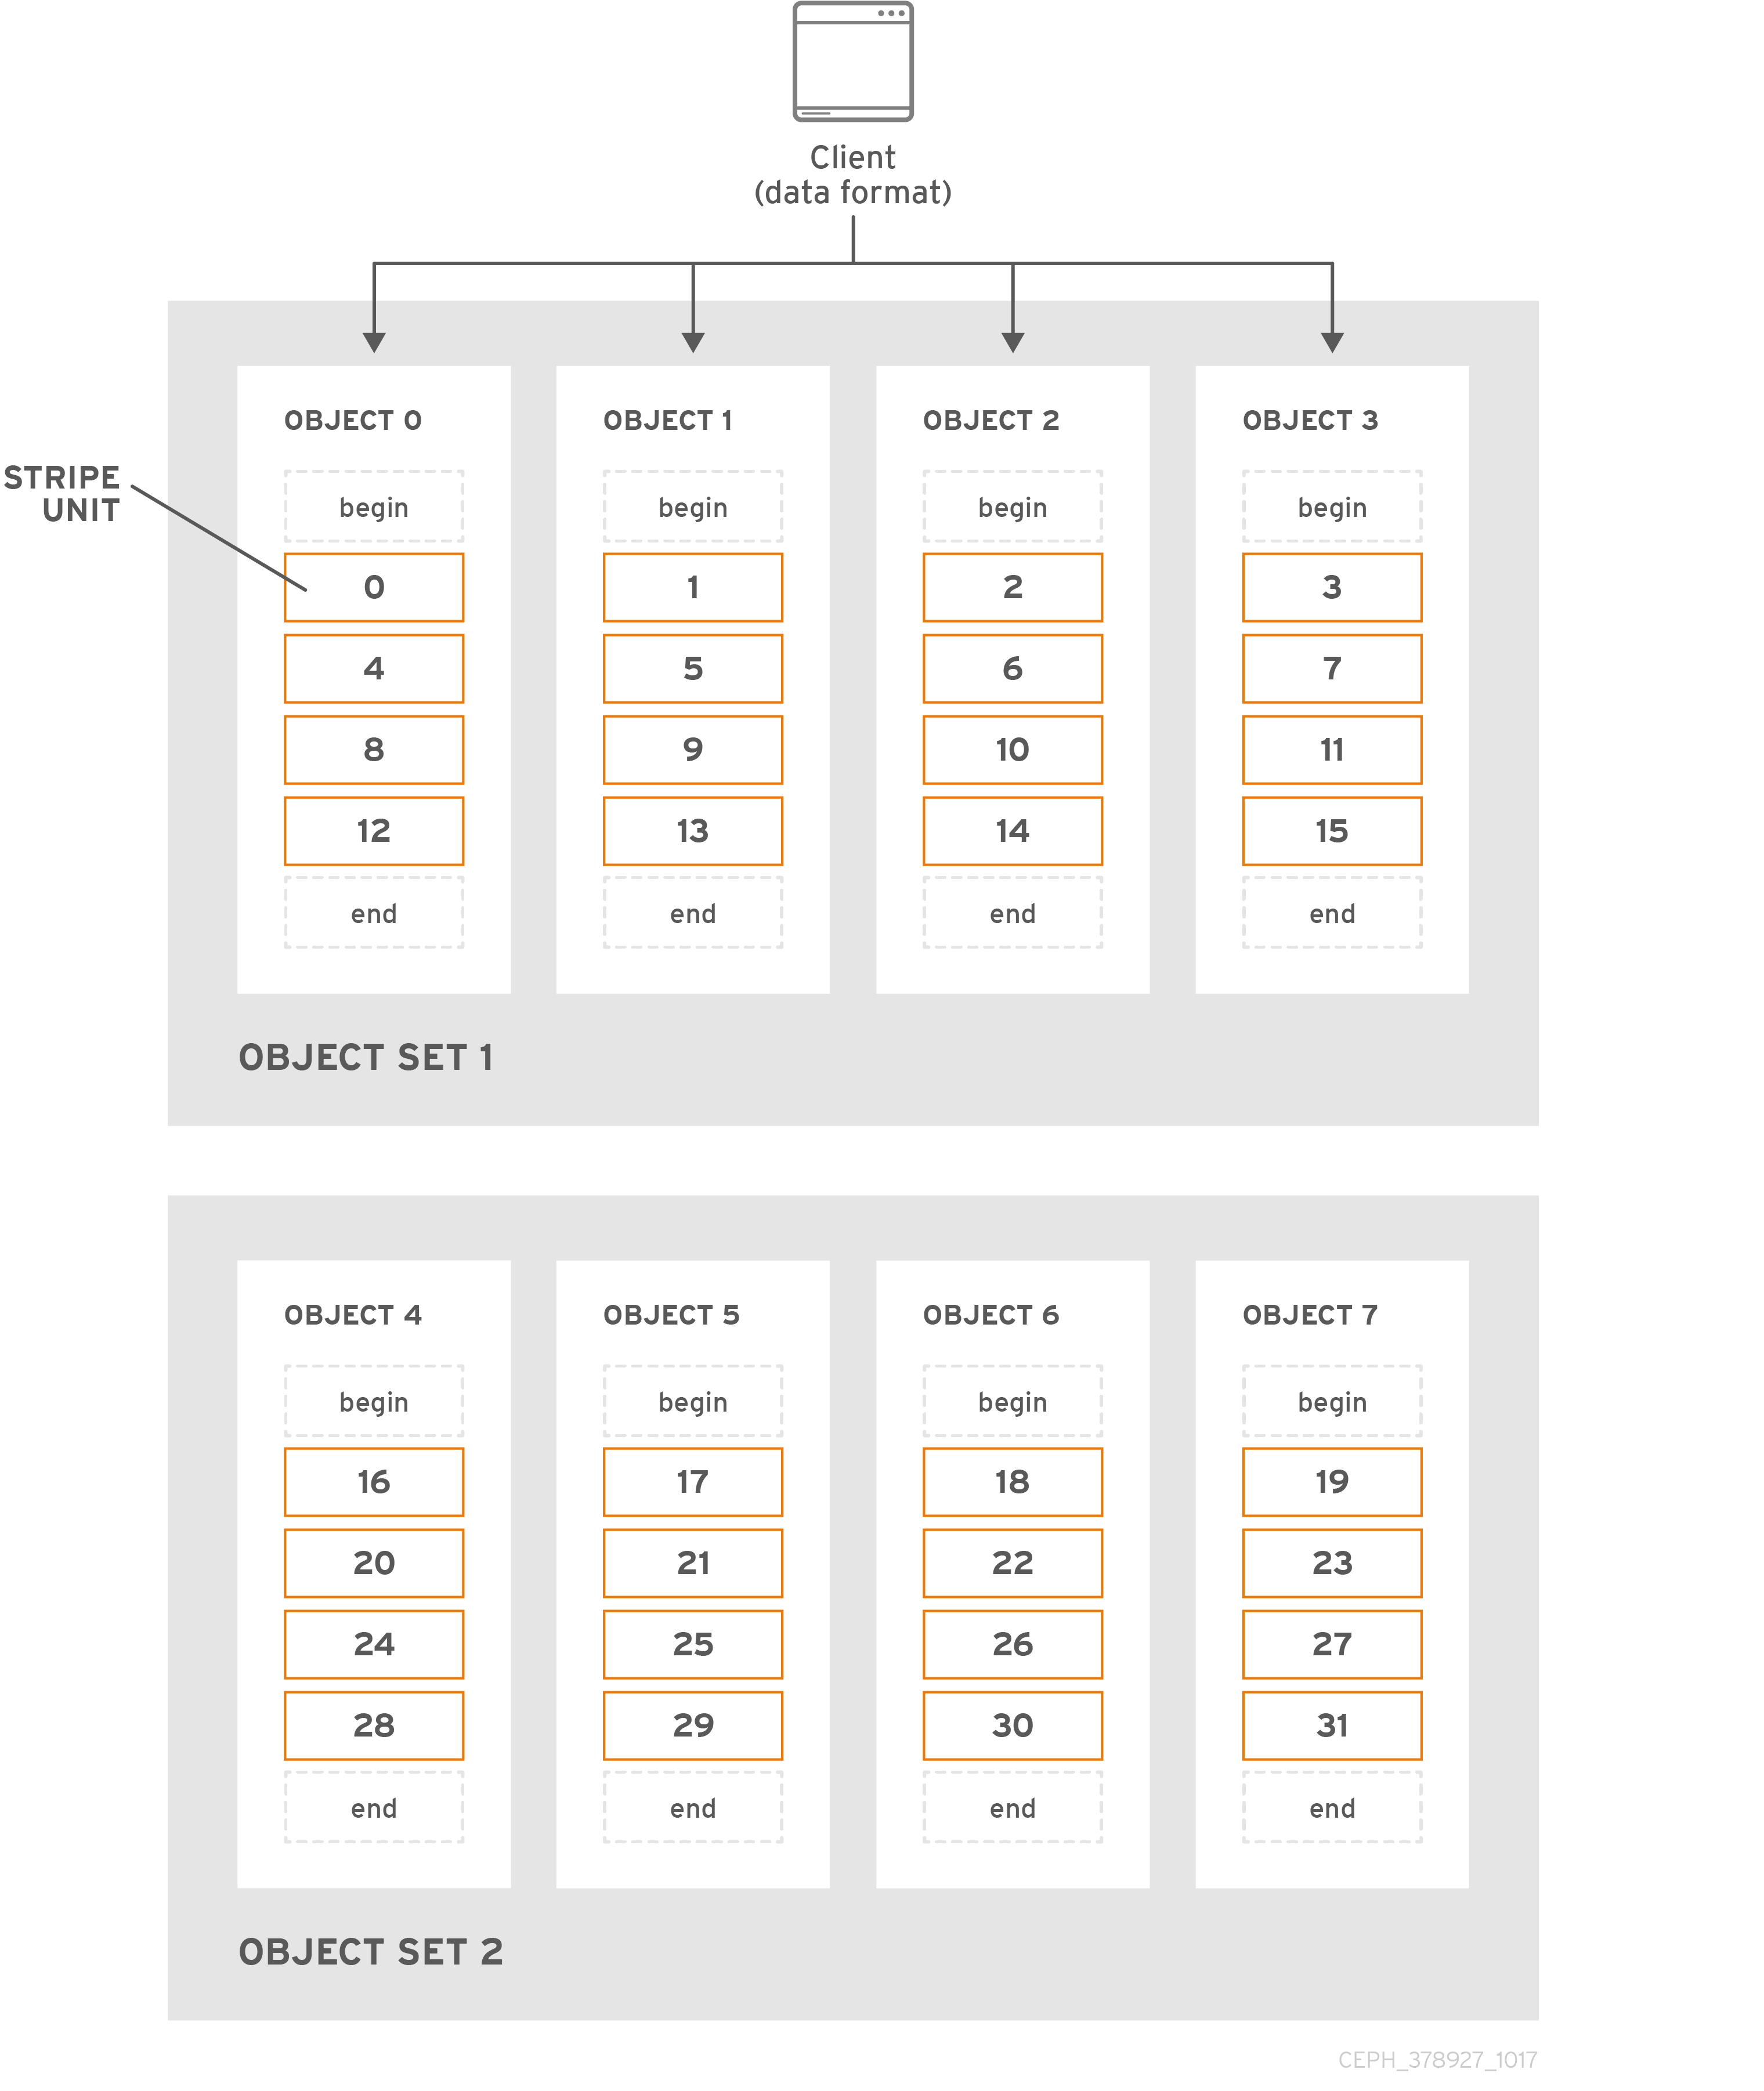 Client
(data format)
STRIPE
UNIT
OBJECT 0
begin
0
4
8
12
end
OBJECT 1
begin
1
5
9
13
end
OBJECT 2
begin
2
6
10
14
end
OBJECT 3
begin
3
7
11
15
end
OBJECT SET 1
OBJECT 4
begin
16
20
24
28
end
OBJECT 5
begin
17
21
25
29
end
OBJECT 6
begin
18
22
26
30
end
OBJECT 7
begin
19
23
27
31
end
OBJECT SET 2
CEPH_378927_1017